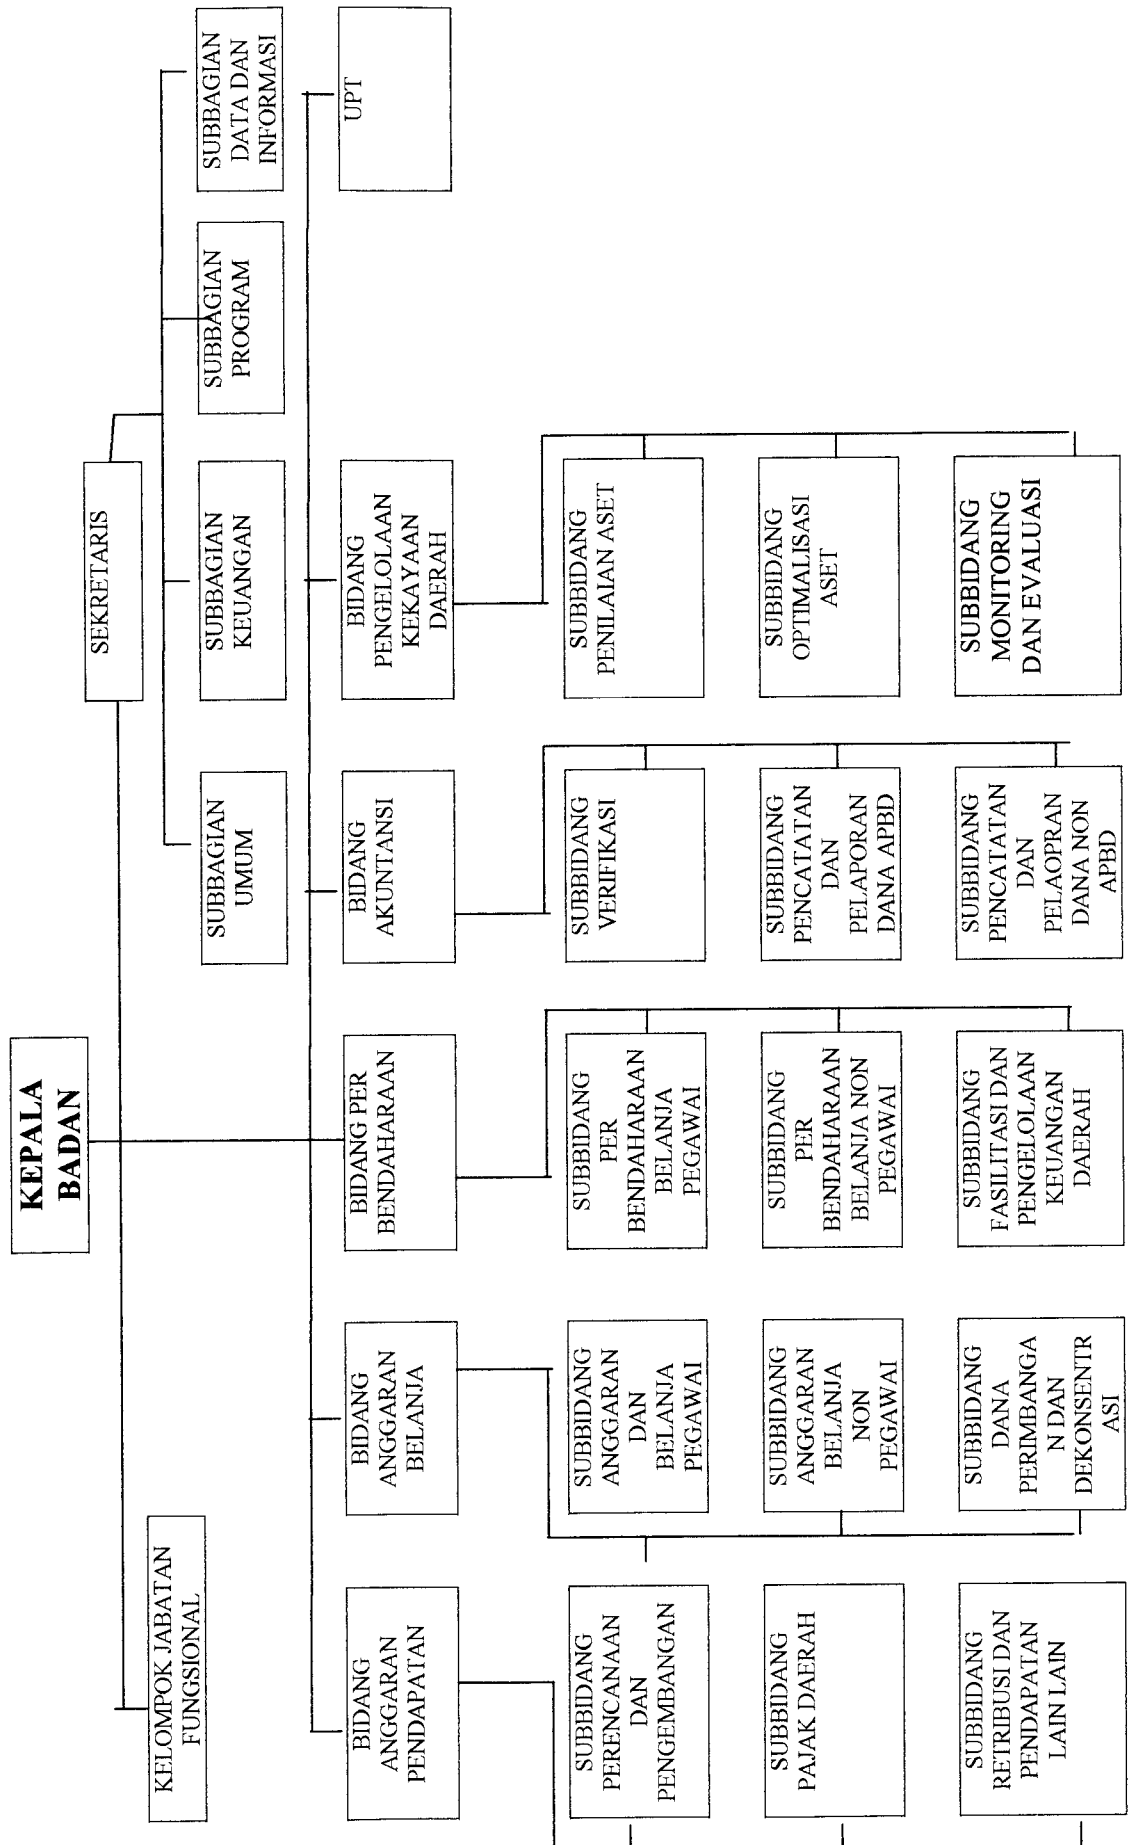 KEPALA
BADAN
KELOMPOK JABATAN
FUNGSIONAL
SEKRETARIS
SUBBAGIAN
UMUM
SUBBAGIAN
KEUANGAN
SUBBAGIAN
PROGRAM
SUBBAGIAN
DATA DAN
INFORMASI
BIDANG
ANGGARAN
PENDAPATAN
BIDANG
ANGGARAN
BELANJA
BIDANG PER
BENDAHARAAN
BIDANG
AKUNTANSI
BIDANG
PENGELOLAAN
KEKAYAAN
DAERAH
UPT
SUBBIDANG
PERENCANAAN
DAN
PENGEMBANGAN
SUBBIDANG
ANGGARAN
DAN
BELANJA
PEGAWAI
SUBBIDANG
PER
BENDAHARAAN
BELANJA
PEGAWAI
SUBBIDANG
VERIFIKASI
SUBBIDANG
PENILAIAN ASET
SUBBIDANG
PAJAK DAERAH
SUBBIDANG
ANGGARAN
BELANJA
NON
PEGAWAI
SUBBIDANG
PER
BENDAHARAAN
BELANJA NON
PEGAWAI
SUBBIDANG
PENCATATAN
DAN
PELAPORAN
DANA APBD
SUBBIDANG
OPTIMALISASI
ASET
SUBBIDANG
RETRIBUSI DAN
PENDAPATAN
LAIN LAIN
SUBBIDANG
DANA
PERIMBANGA
N DAN
DEKONSENTR
ASI
SUBBIDANG
FASILITASI DAN
PENGELOLAAN
KEUANGAN
DAERAH
SUBBIDANG
PENCATATAN
DAN
PELAOPRAN
DANA NON
APBD
SUBBIDANG
MONITORING
DAN EVALUASI